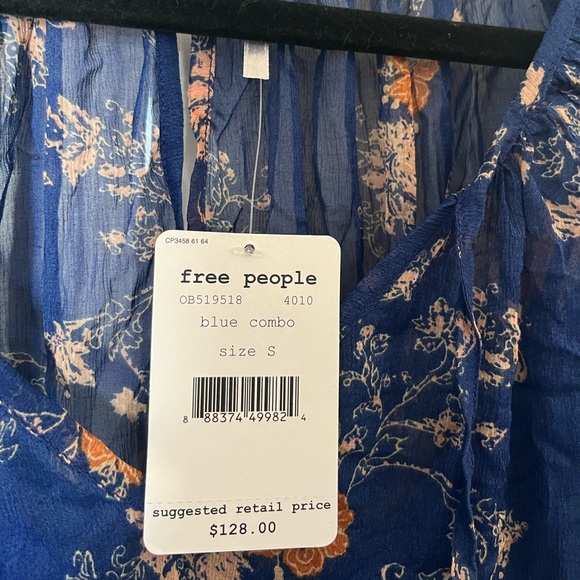 CP3458 61 64
free people
OB519518 4010
blue combo
size S
8 88374 49982 4
suggested retail price
$128.00